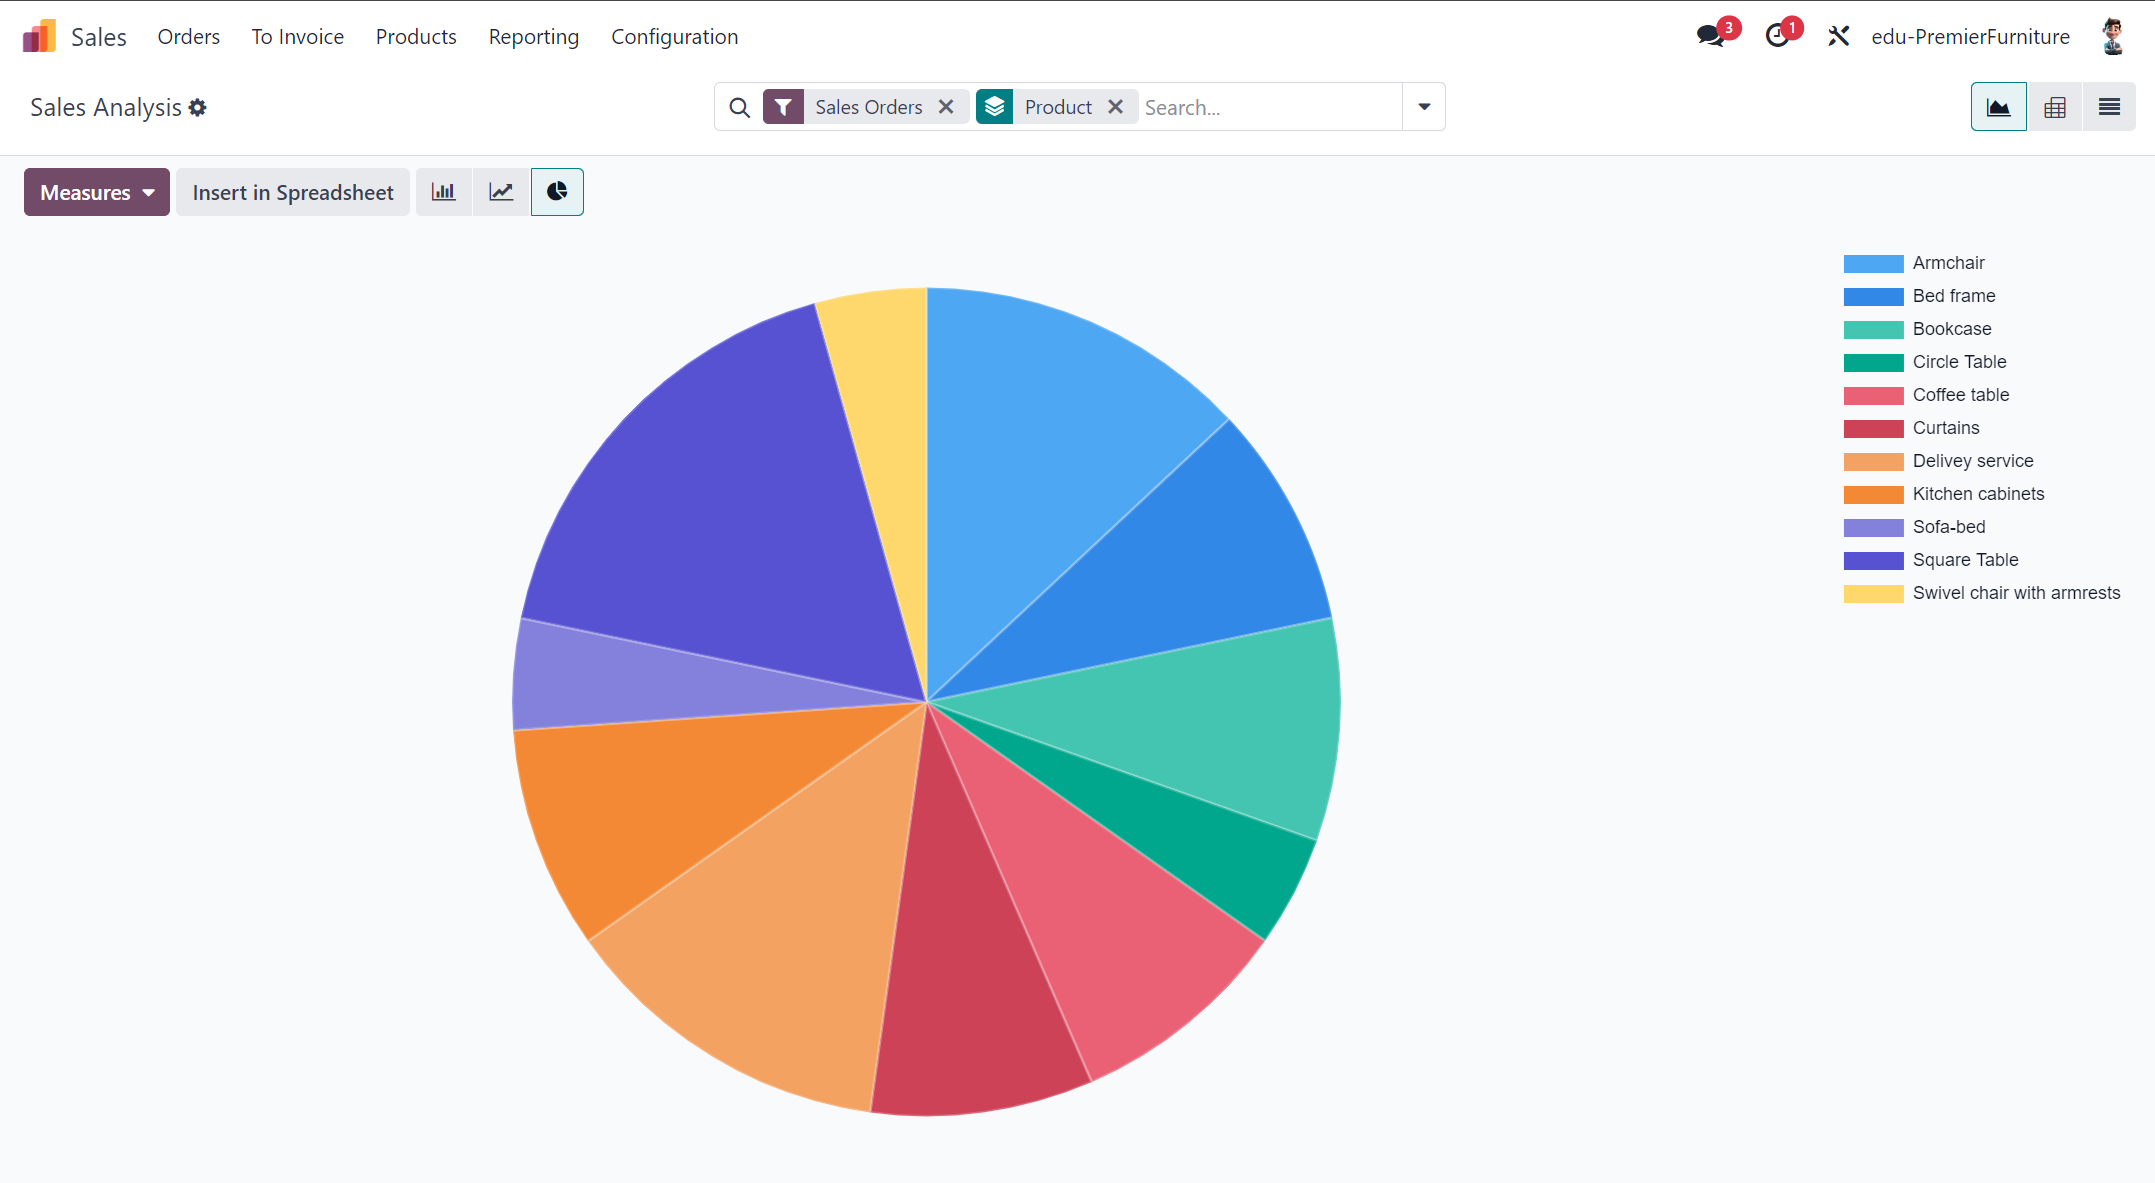 Sales Orders To Invoice Products Reporting Configuration 3 1 edu-PremierFurniture
Sales Analysis Sales Orders Product Search...
Measures Insert in Spreadsheet
Armchair
Bed frame
Bookcase
Circle Table
Coffee table
Curtains
Delivey service
Kitchen cabinets
Sofa-bed
Square Table
Swivel chair with armrests